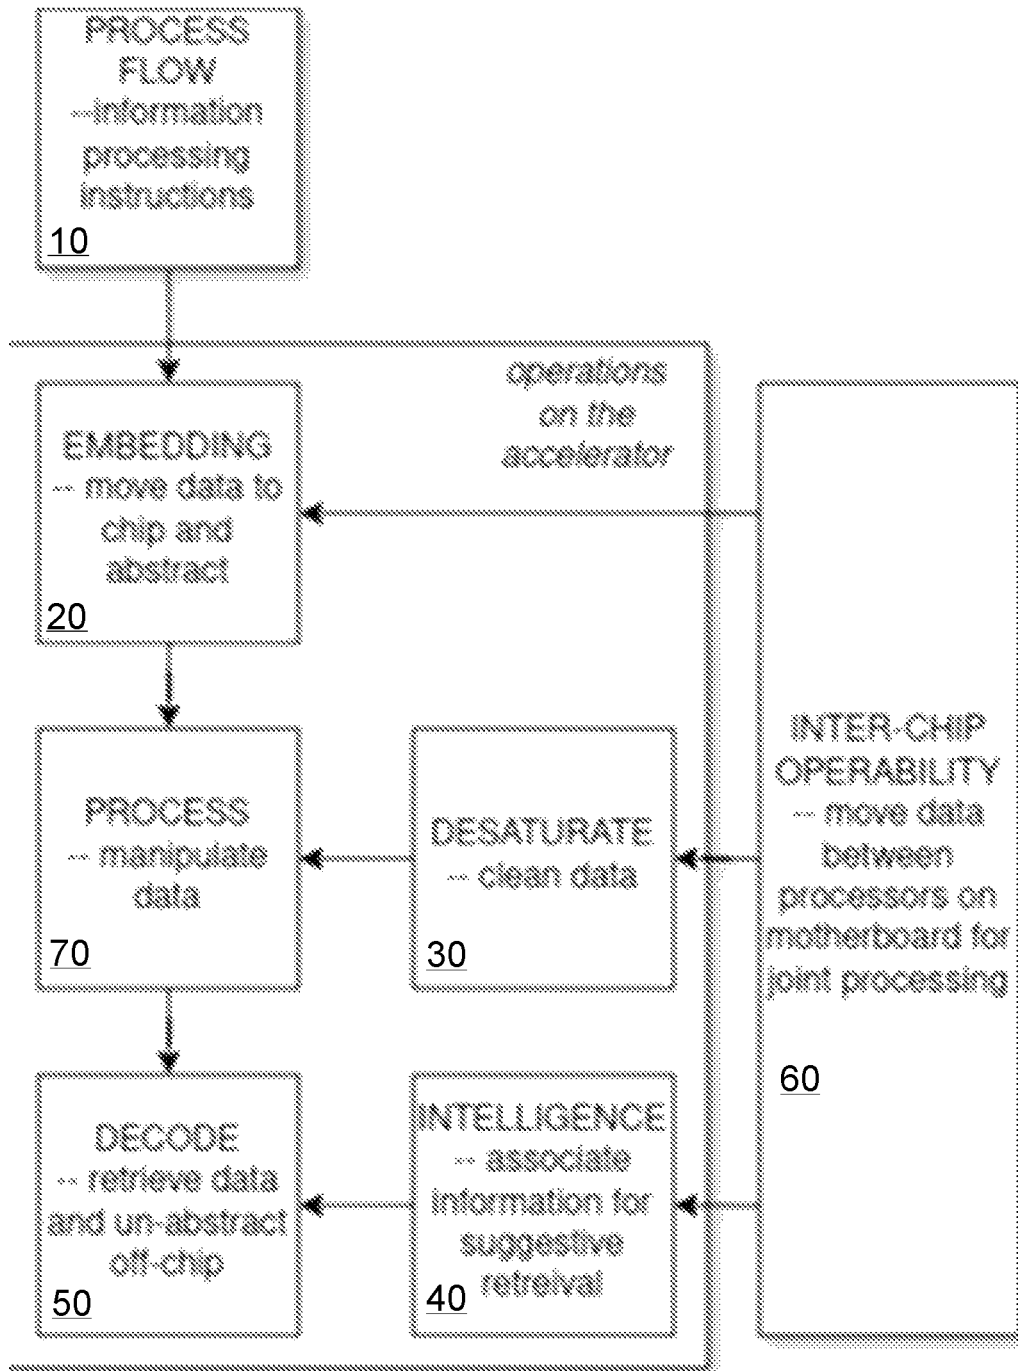 PROCESS
FLOW
--information
processing
instructions
10
operations
on the
accelerator
EMBEDDING
-- move data to
chip and
abstract
20
PROCESS
-- manipulate
data
70
DESATURATE
-- clean data
30
INTER-CHIP
OPERABILITY
-- move data
between
processors on
motherboard for
joint processing
60
DECODE
-- retrieve data
and un-abstract
off-chip
50
INTELLIGENCE
-- associate
information for
suggestive
retreival
40